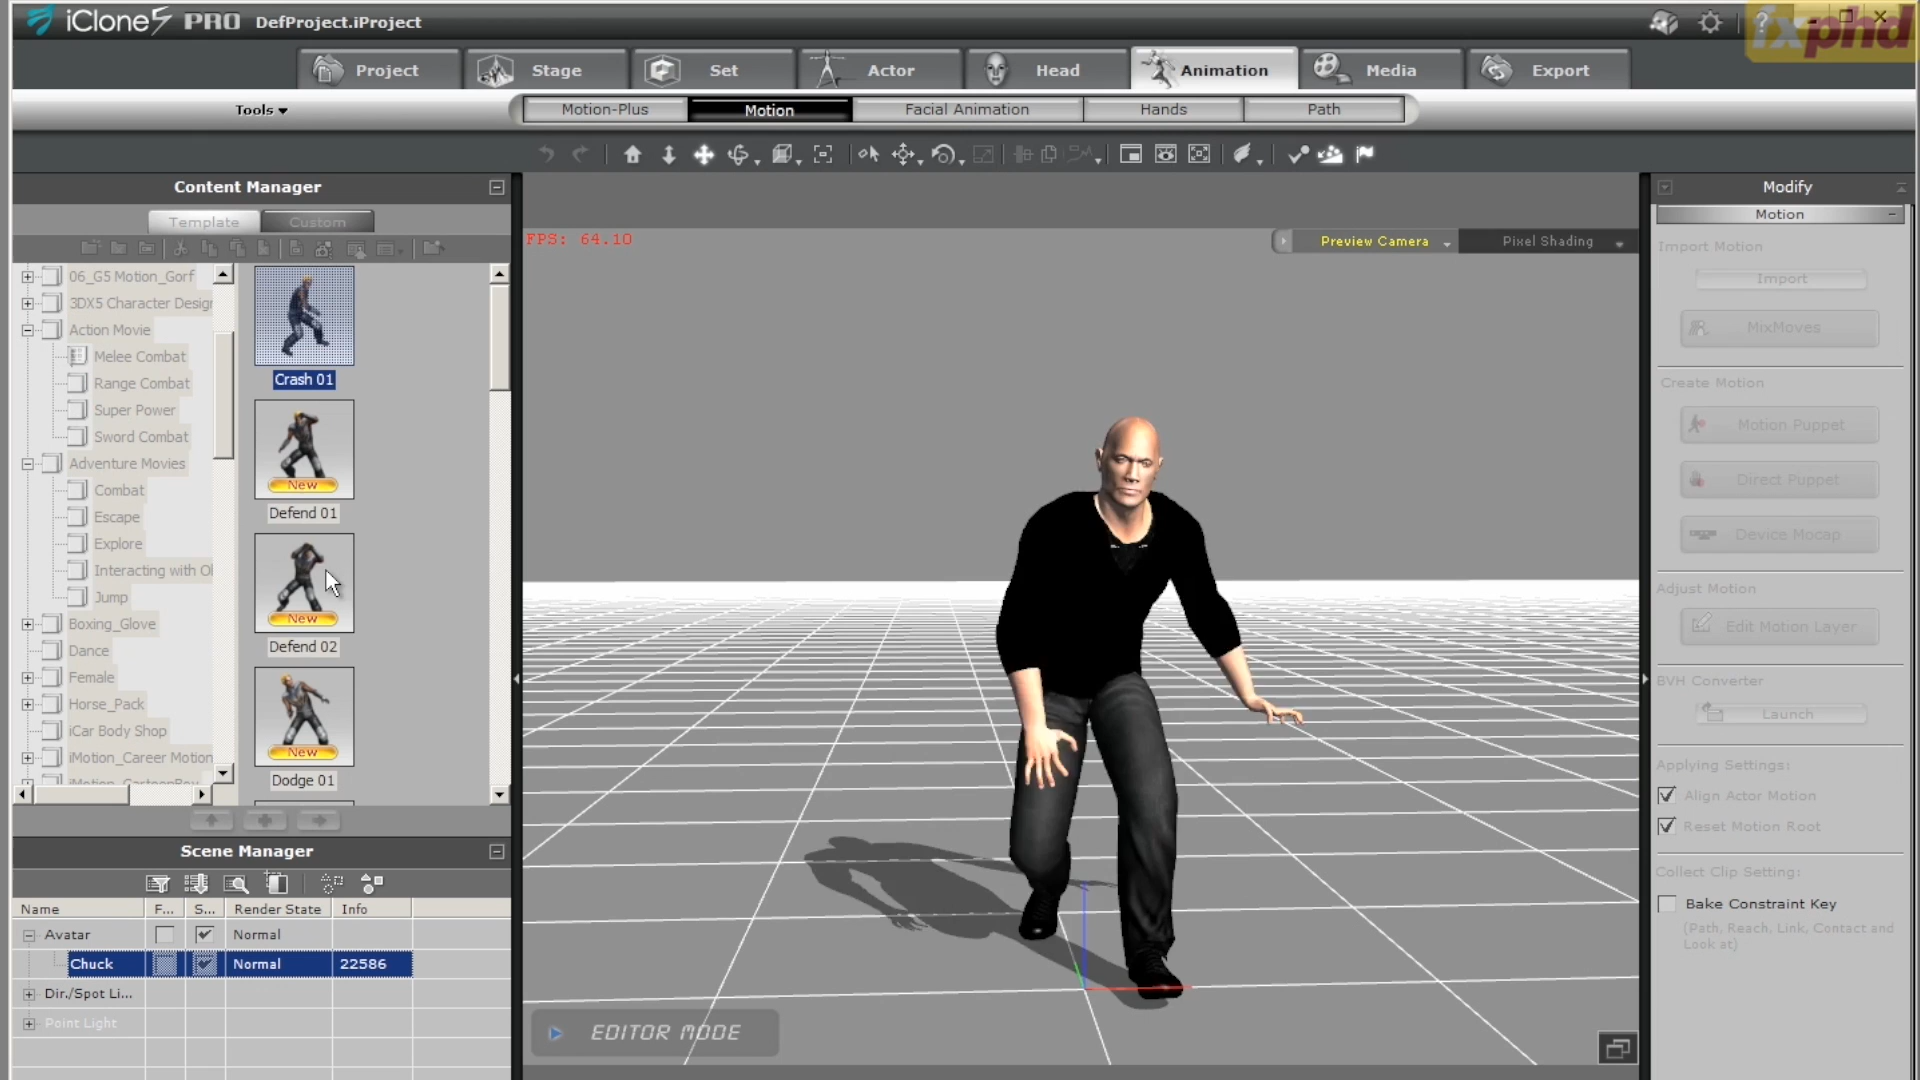 iClone5 PRO DefProject.iProject
fxphd
Project Stage Set Actor Head Animation Media Export
Tools
Motion-Plus Motion Facial Animation Hands Path
Content Manager
Template Custom
06_G5 Motion_Gorf
3DX5 Character Design
Action Movie
Melee Combat
Range Combat
Super Power
Sword Combat
Adventure Movies
Combat
Escape
Explore
Interacting with Ob
Jump
Boxing_Glove
Dance
Female
Horse_Pack
iCar Body Shop
iMotion_Career Motion
Crash 01
New
Defend 01
New
Defend 02
New
Dodge 01
Scene Manager
Name F... S... Render State Info
Avatar Normal
Chuck Normal 22586
Dir./Spot Li...
Point Light
FPS: 64.10
Preview Camera Pixel Shading
EDITOR MODE
Modify
Motion
Import Motion
Import
MixMoves
Create Motion
Motion Puppet
Direct Puppet
Device Mocap
Adjust Motion
Edit Motion Layer
BVH Converter
Launch
Applying Settings:
Align Actor Motion
Reset Motion Root
Collect Clip Setting:
Bake Constraint Key
(Path, Reach, Link, Contact and
Look at)